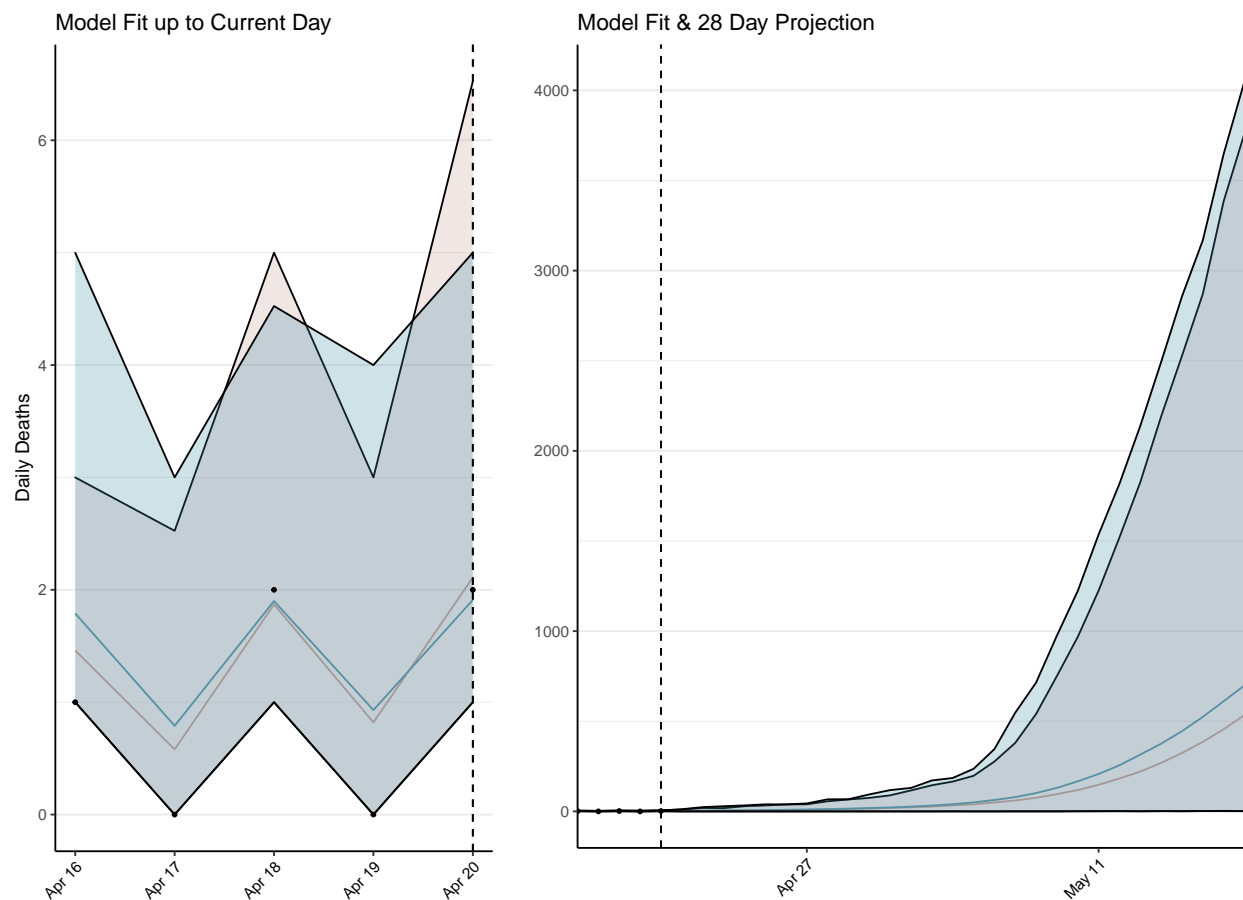 Model Fit up to Current Day
Daily Deaths
6
4
2
0
Apr 16
Apr 17
Apr 18
Apr 19
Apr 20
Model Fit & 28 Day Projection
4000
3000
2000
1000
0
Apr 27
May 11